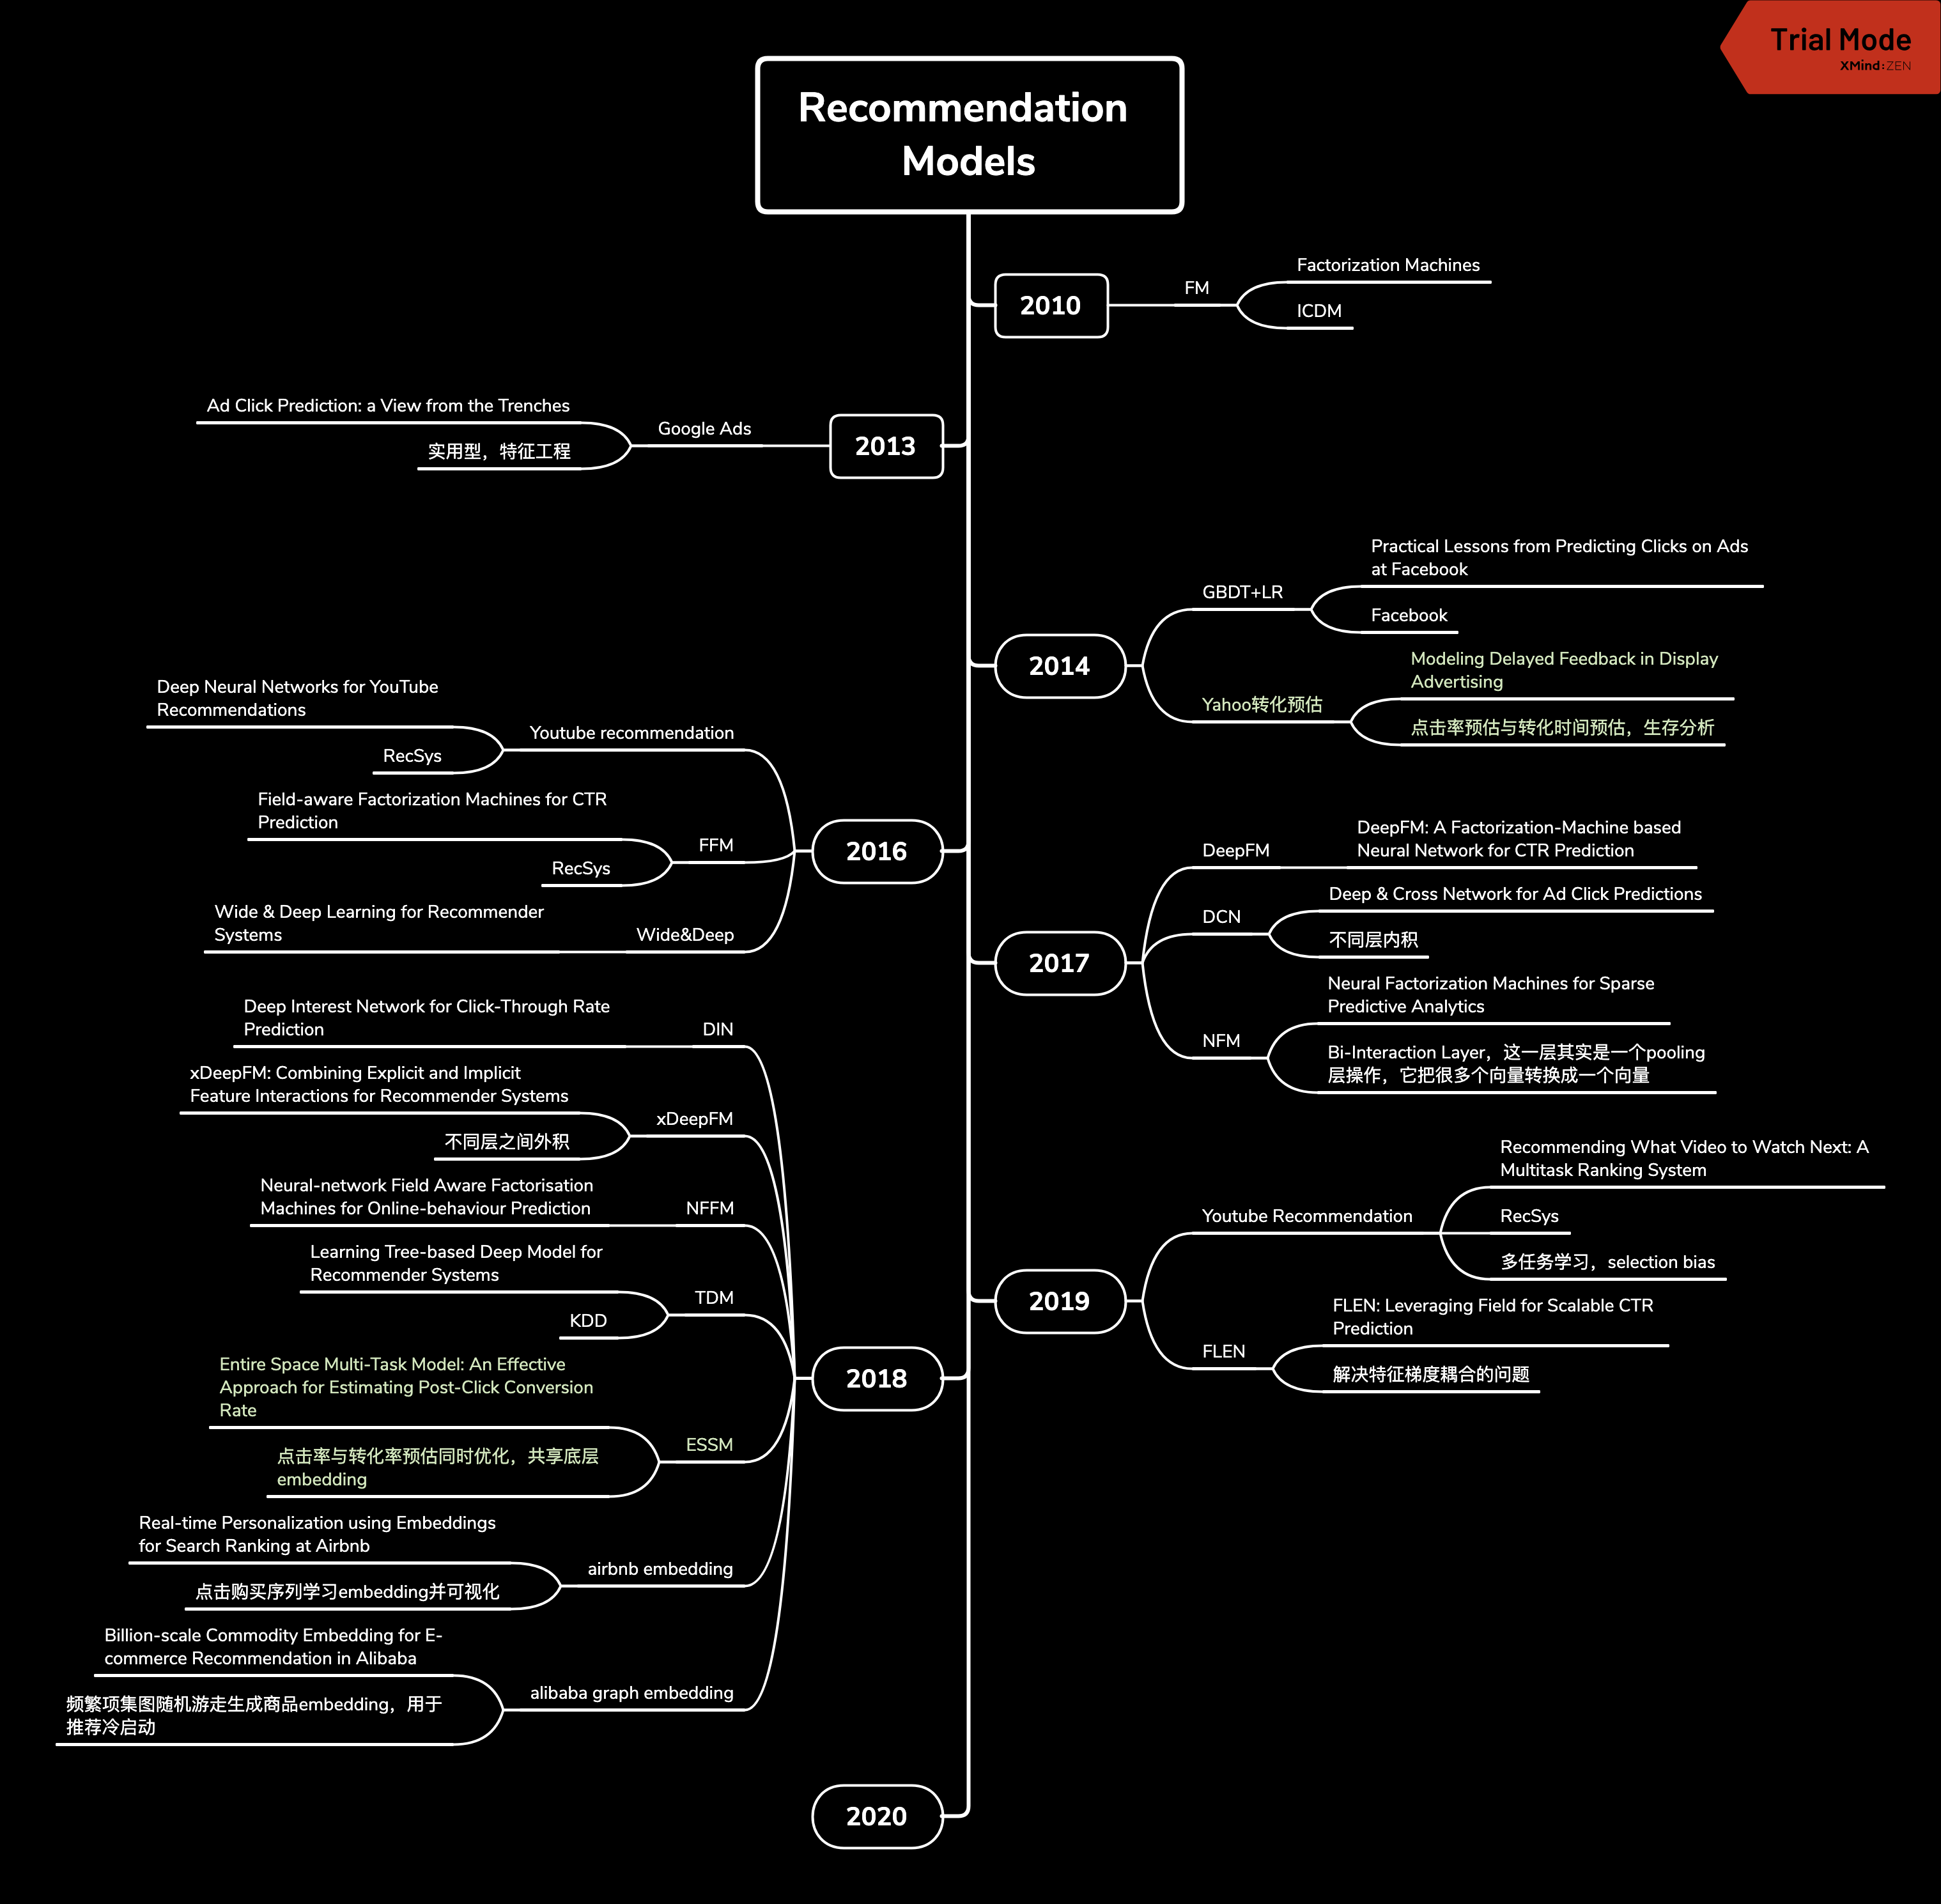 Trial Mode
XMind:ZEN
Recommendation
Models
2010
FM
Factorization Machines
ICDM
2013
Google Ads
Ad Click Prediction: a View from the Trenches
实用型，特征工程
2014
GBDT+LR
Practical Lessons from Predicting Clicks on Ads
at Facebook
Facebook
Yahoo转化预估
Modeling Delayed Feedback in Display
Advertising
点击率预估与转化时间预估，生存分析
2016
Youtube recommendation
Deep Neural Networks for YouTube
Recommendations
RecSys
FFM
Field-aware Factorization Machines for CTR
Prediction
RecSys
Wide&Deep
Wide & Deep Learning for Recommender
Systems
2017
DeepFM
DeepFM: A Factorization-Machine based
Neural Network for CTR Prediction
DCN
Deep & Cross Network for Ad Click Predictions
不同层内积
NFM
Neural Factorization Machines for Sparse
Predictive Analytics
Bi-Interaction Layer，这一层其实是一个pooling
层操作，它把很多个向量转换成一个向量
2018
DIN
Deep Interest Network for Click-Through Rate
Prediction
xDeepFM
xDeepFM: Combining Explicit and Implicit
Feature Interactions for Recommender Systems
不同层之间外积
NFFM
Neural-network Field Aware Factorisation
Machines for Online-behaviour Prediction
TDM
Learning Tree-based Deep Model for
Recommender Systems
KDD
ESSM
Entire Space Multi-Task Model: An Effective
Approach for Estimating Post-Click Conversion
Rate
点击率与转化率预估同时优化，共享底层
embedding
airbnb embedding
Real-time Personalization using Embeddings
for Search Ranking at Airbnb
点击购买序列学习embedding并可视化
alibaba graph embedding
Billion-scale Commodity Embedding for E-
commerce Recommendation in Alibaba
频繁项集图随机游走生成商品embedding，用于
推荐冷启动
2019
Youtube Recommendation
Recommending What Video to Watch Next: A
Multitask Ranking System
RecSys
多任务学习，selection bias
FLEN
FLEN: Leveraging Field for Scalable CTR
Prediction
解决特征梯度耦合的问题
2020